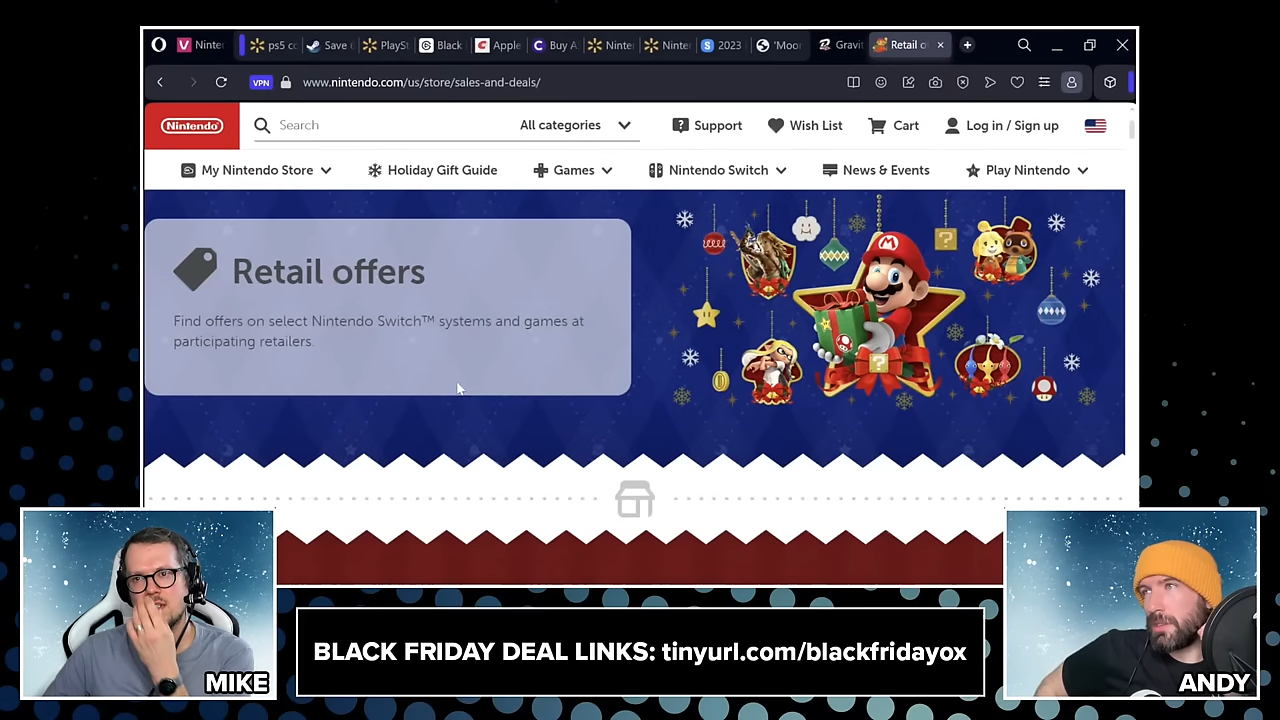 Ninte
ps5 co
Save
PlaySt
Black
Apple
Buy A
Ninte
Ninte
2023
'Moor
Gravit
Retail o
VPN
www.nintendo.com/us/store/sales-and-deals/
Nintendo
Search
All categories
Support
Wish List
Cart
Log in / Sign up
My Nintendo Store
Holiday Gift Guide
Games
Nintendo Switch
News & Events
Play Nintendo
Retail offers
Find offers on select Nintendo Switch™ systems and games at
participating retailers.
BLACK FRIDAY DEAL LINKS: tinyurl.com/blackfridayox
MIKE
ANDY